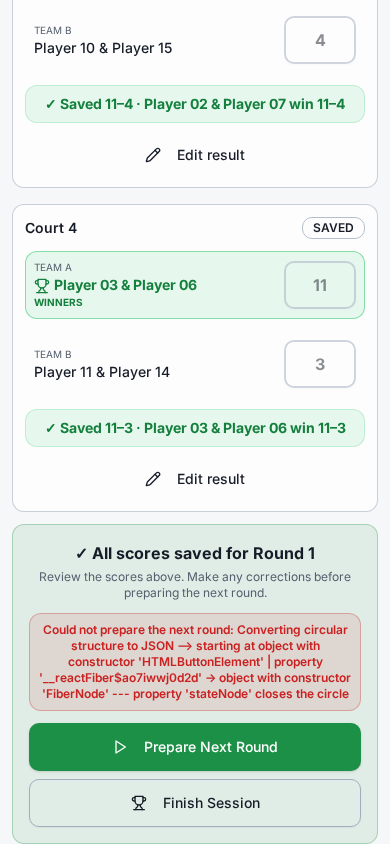 TEAM B
Player 10 & Player 15
4
✓ Saved 11–4 · Player 02 & Player 07 win 11–4
Edit result
Court 4
SAVED
TEAM A
Player 03 & Player 06
WINNERS
11
TEAM B
Player 11 & Player 14
3
✓ Saved 11–3 · Player 03 & Player 06 win 11–3
Edit result
✓ All scores saved for Round 1
Review the scores above. Make any corrections before
preparing the next round.
Could not prepare the next round: Converting circular
structure to JSON --> starting at object with
constructor 'HTMLButtonElement' | property
'__reactFiber$ao7iwwj0d2d' -> object with constructor
'FiberNode' --- property 'stateNode' closes the circle
Prepare Next Round
Finish Session